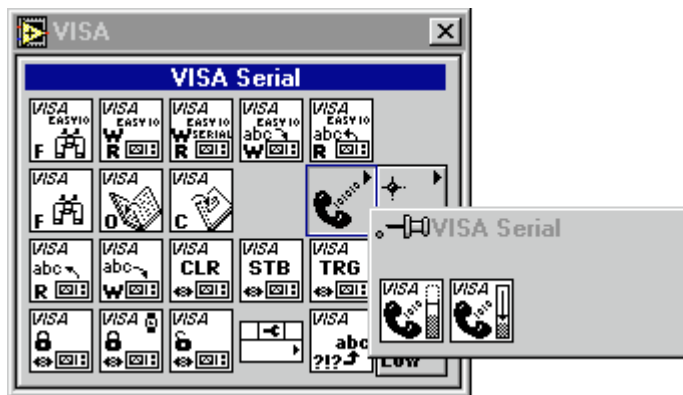 VISA
VISA Serial
VISA EASY IO F
VISA EASY IO W R
VISA EASY IO W SERIAL R
VISA EASY IO abc W
VISA EASY IO abc R
VISA F
VISA O
VISA C
VISA Serial
VISA abc R
VISA abc W
VISA CLR
VISA STB
VISA TRG
VISA
VISA
VISA
VISA
VISA
VISA abc ?!?
LOW